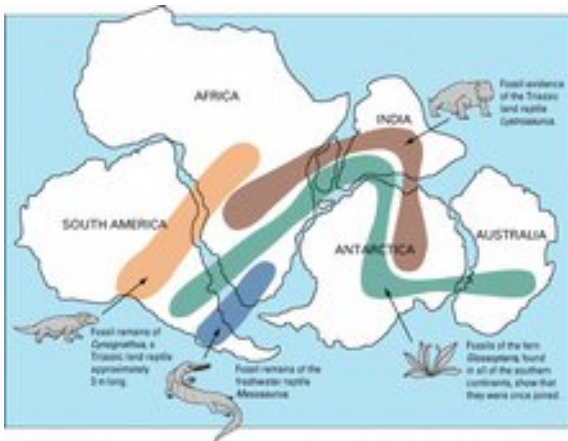 AFRICA
Fossil evidence
of the Triassic
land reptile
Lystrosaurus.
INDIA
SOUTH AMERICA
ANTARCTICA
AUSTRALIA
Fossil remains of
Cynognathus, a
Triassic land reptile
approximately
3 m long.
Fossil remains of the
freshwater reptile
Mesosaurus.
Fossils of the fern
Glossopteris, found
in all of the southern
continents, show that
they were once joined.